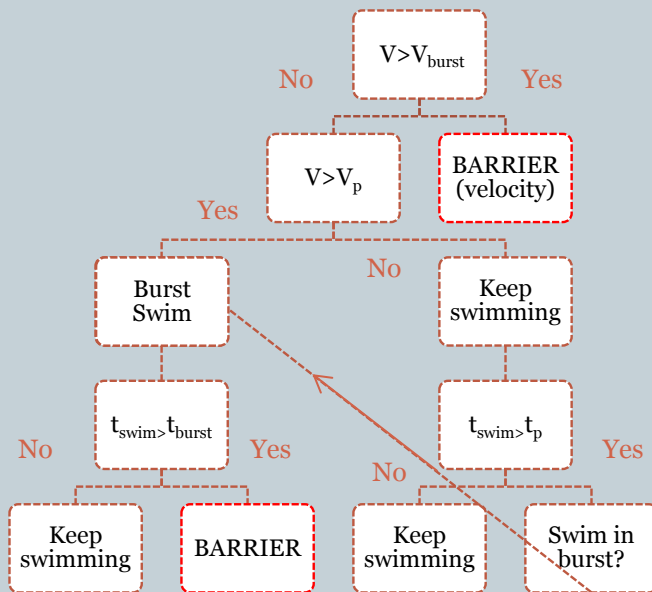 V>V_burst
No
Yes
V>V_p
BARRIER
(velocity)
Yes
No
Burst
Swim
Keep
swimming
t_swim>t_burst
t_swim>t_p
No
Yes
No
Yes
Keep
swimming
BARRIER
Keep
swimming
Swim in
burst?